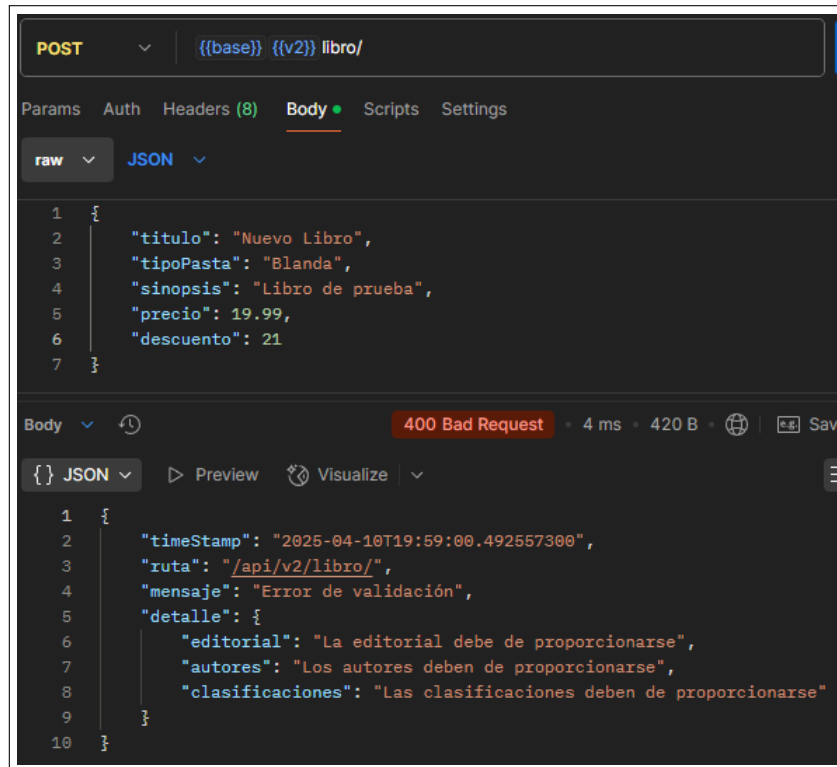 POST {{base}} {{v2}} libro/
Params Auth Headers (8) Body Scripts Settings
raw JSON
1 {
2 "titulo": "Nuevo Libro",
3 "tipoPasta": "Blanda",
4 "sinopsis": "Libro de prueba",
5 "precio": 19.99,
6 "descuento": 21
7 }
Body 400 Bad Request • 4 ms • 420 B • e.g. Sav
{} JSON Preview Visualize
1 {
2 "timeStamp": "2025-04-10T19:59:00.492557300",
3 "ruta": "/api/v2/libro/",
4 "mensaje": "Error de validación",
5 "detalle": {
6 "editorial": "La editorial debe de proporcionarse",
7 "autores": "Los autores deben de proporcionarse",
8 "clasificaciones": "Las clasificaciones deben de proporcionarse"
9 }
10 }